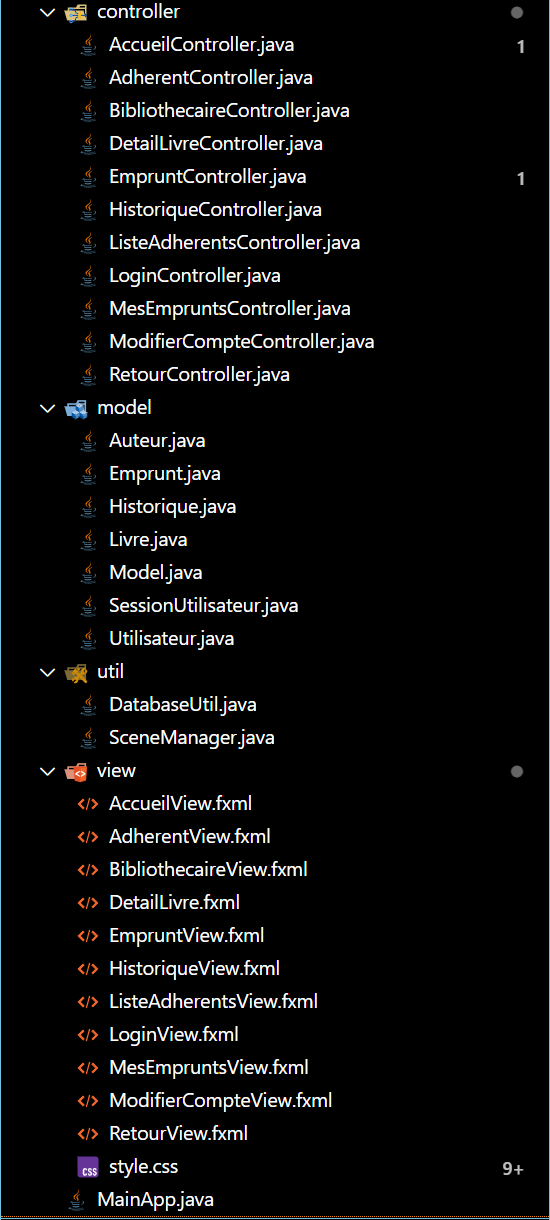 controller
AccueilController.java 1
AdherentController.java
BibliothecaireController.java
DetailLivreController.java
EmpruntController.java 1
HistoriqueController.java
ListeAdherentsController.java
LoginController.java
MesEmpruntsController.java
ModifierCompteController.java
RetourController.java
model
Auteur.java
Emprunt.java
Historique.java
Livre.java
Model.java
SessionUtilisateur.java
Utilisateur.java
util
DatabaseUtil.java
SceneManager.java
view
AccueilView.fxml
AdherentView.fxml
BibliothecaireView.fxml
DetailLivre.fxml
EmpruntView.fxml
HistoriqueView.fxml
ListeAdherentsView.fxml
LoginView.fxml
MesEmpruntsView.fxml
ModifierCompteView.fxml
RetourView.fxml
CSS style.css 9+
MainApp.java